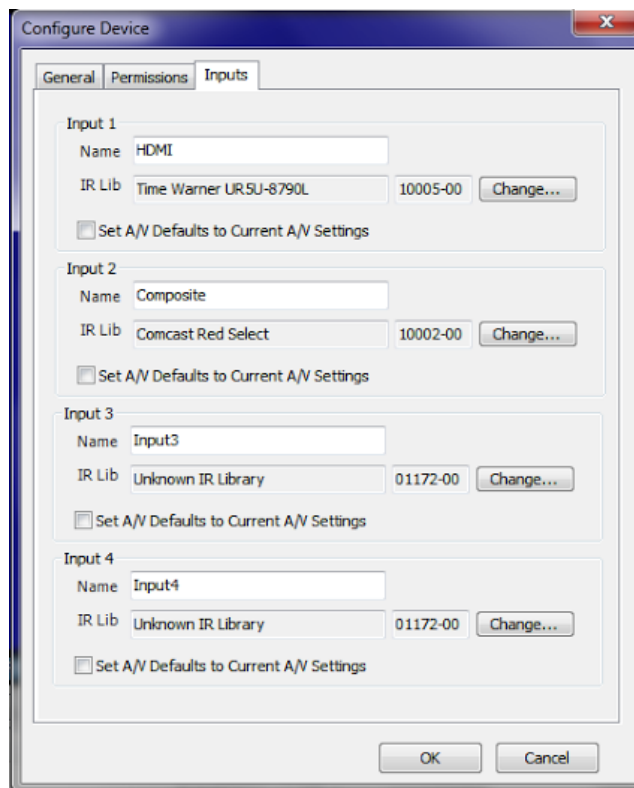 Configure Device
General Permissions Inputs
Input 1
Name HDMI
IR Lib Time Warner UR5U-8790L 10005-00 Change...
Set A/V Defaults to Current A/V Settings
Input 2
Name Composite
IR Lib Comcast Red Select 10002-00 Change...
Set A/V Defaults to Current A/V Settings
Input 3
Name Input3
IR Lib Unknown IR Library 01172-00 Change...
Set A/V Defaults to Current A/V Settings
Input 4
Name Input4
IR Lib Unknown IR Library 01172-00 Change...
Set A/V Defaults to Current A/V Settings
OK Cancel